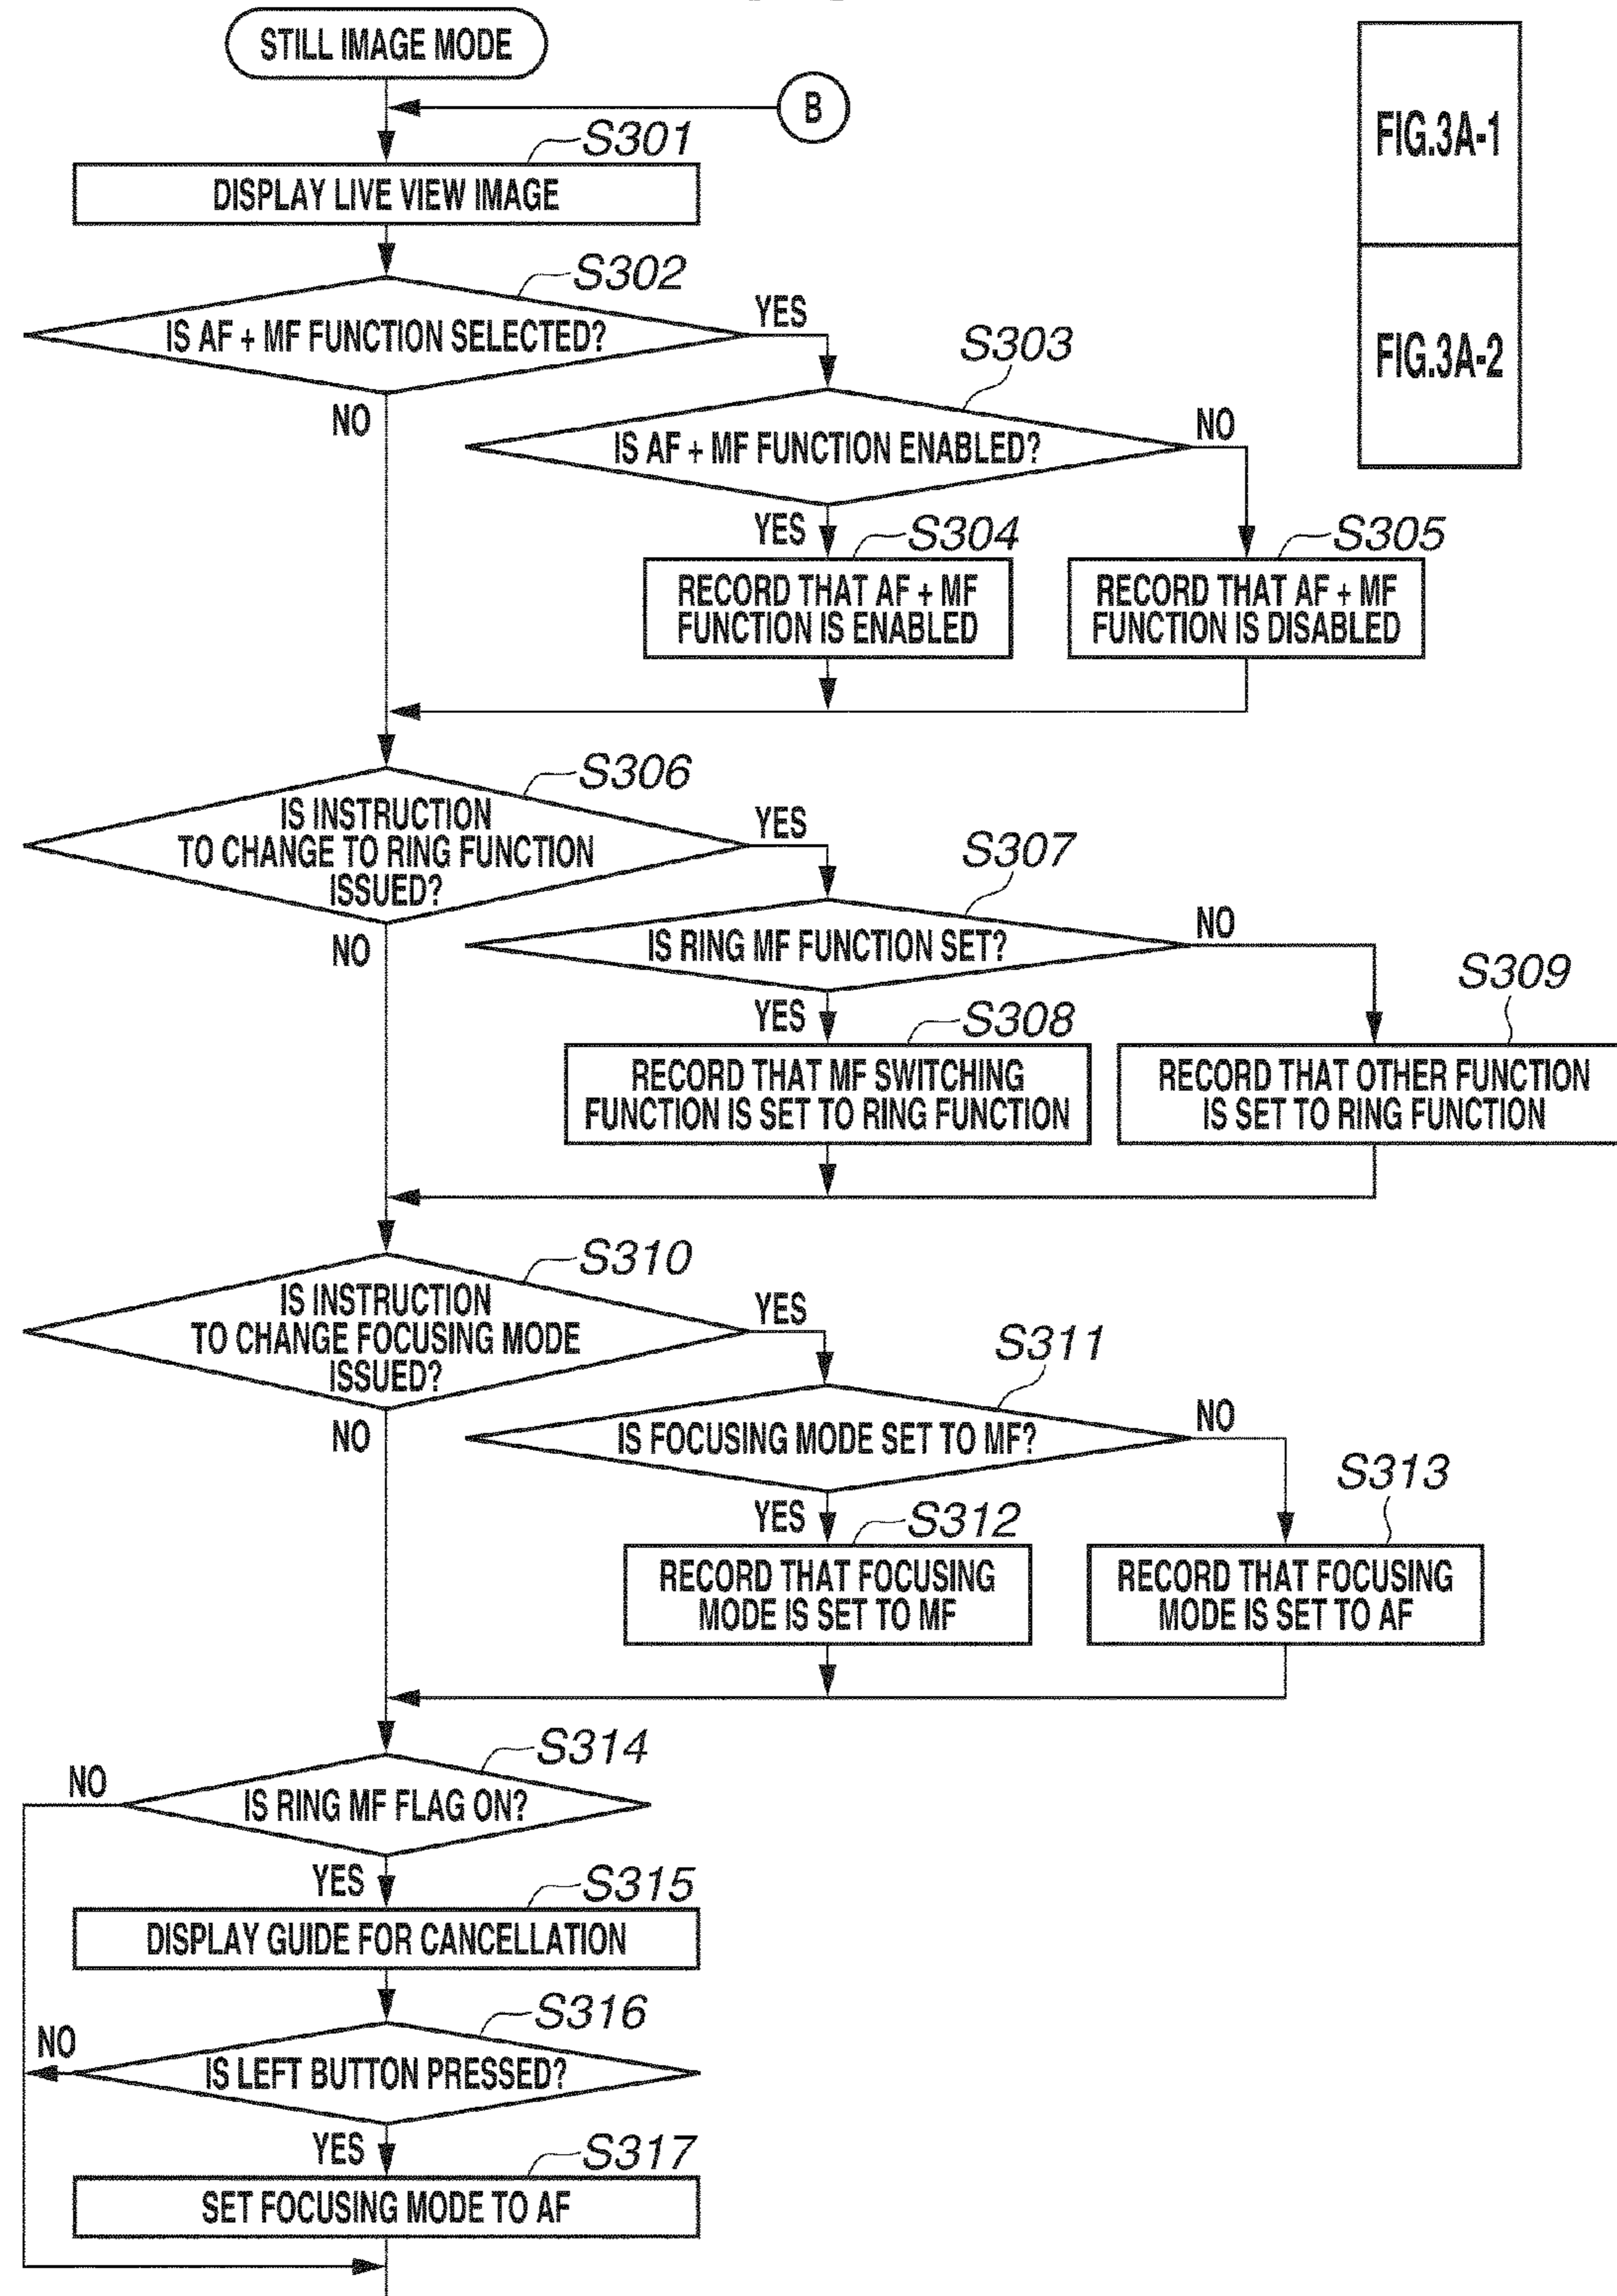 STILL IMAGE MODE
B
FIG.3A-1
FIG.3A-2
S301
DISPLAY LIVE VIEW IMAGE
S302
IS AF + MF FUNCTION SELECTED?
YES
NO
S303
IS AF + MF FUNCTION ENABLED?
NO
YES
S304
RECORD THAT AF + MF
FUNCTION IS ENABLED
S305
RECORD THAT AF + MF
FUNCTION IS DISABLED
S306
IS INSTRUCTION
TO CHANGE TO RING FUNCTION
ISSUED?
YES
NO
S307
IS RING MF FUNCTION SET?
NO
YES
S308
RECORD THAT MF SWITCHING
FUNCTION IS SET TO RING FUNCTION
S309
RECORD THAT OTHER FUNCTION
IS SET TO RING FUNCTION
S310
IS INSTRUCTION
TO CHANGE FOCUSING MODE
ISSUED?
YES
NO
S311
IS FOCUSING MODE SET TO MF?
NO
YES
S312
RECORD THAT FOCUSING
MODE IS SET TO MF
S313
RECORD THAT FOCUSING
MODE IS SET TO AF
S314
IS RING MF FLAG ON?
NO
YES
S315
DISPLAY GUIDE FOR CANCELLATION
S316
IS LEFT BUTTON PRESSED?
NO
YES
S317
SET FOCUSING MODE TO AF